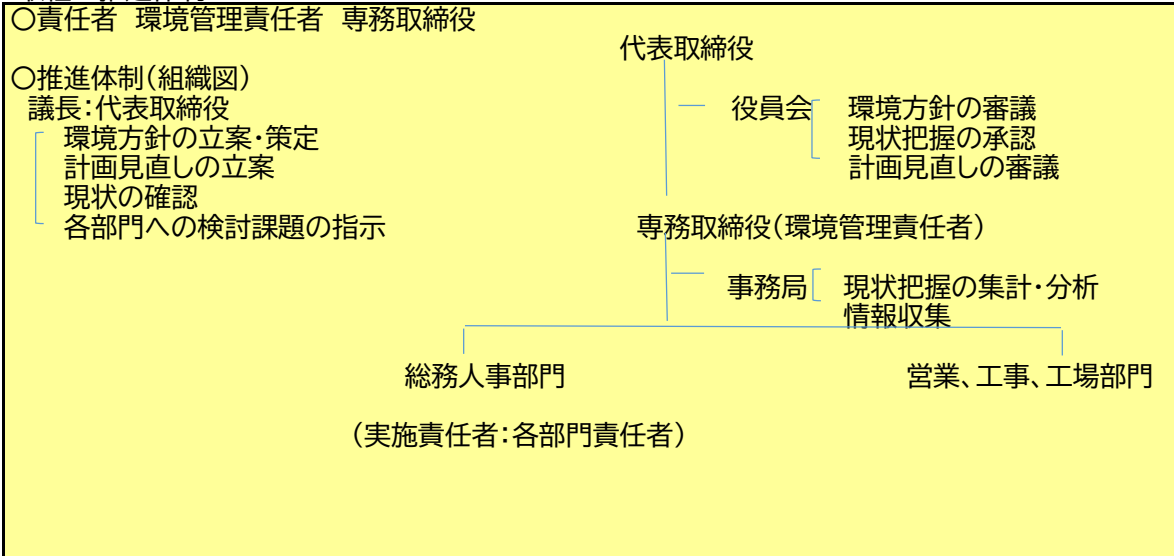 〇責任者 環境管理責任者 専務取締役
代表取締役
〇推進体制(組織図)
議長:代表取締役
環境方針の立案・策定
計画見直しの立案
現状の確認
各部門への検討課題の指示
役員会
環境方針の審議
現状把握の承認
計画見直しの審議
専務取締役(環境管理責任者)
事務局
現状把握の集計・分析
情報収集
総務人事部門
営業、工事、工場部門
(実施責任者:各部門責任者)